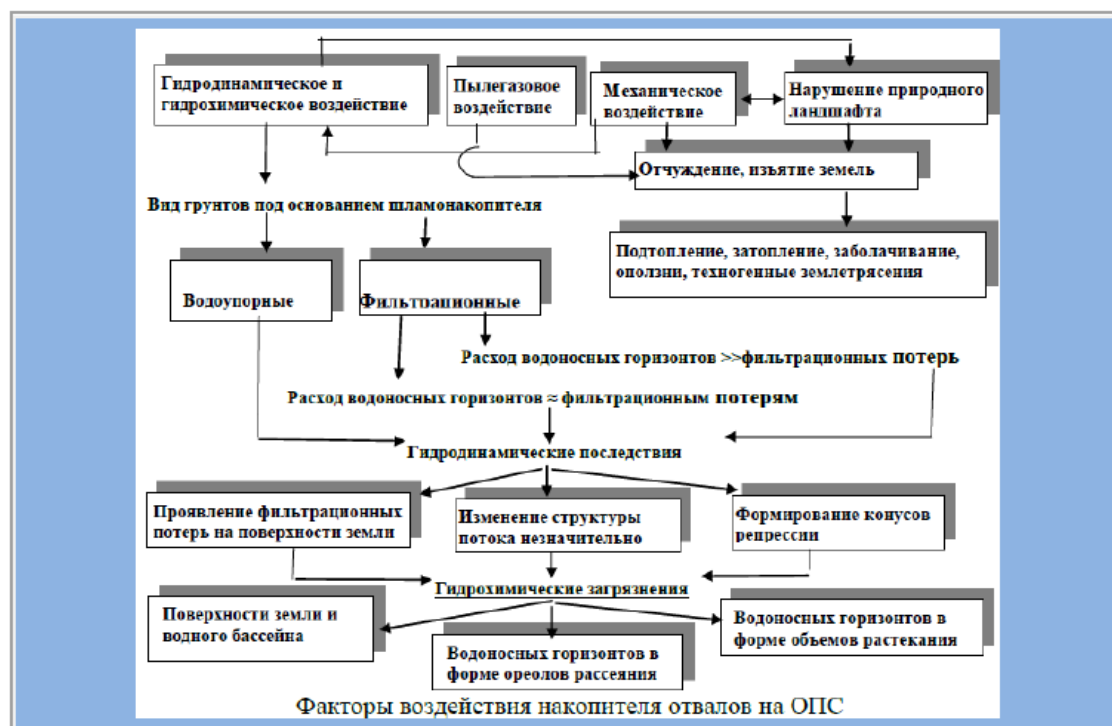 Гидродинамическое и
гидрохимическое воздействие
Пылегазовое
воздействие
Механическое
воздействие
Нарушение природного
ландшафта
Отчуждение, изъятие земель
Вид грунтов под основанием шламонакопителя
Подтопление, затопление, заболачивание,
оползни, техногенные землетрясения
Водоупорные
Фильтрационные
Расход водоносных горизонтов >>фильтрационных потерь
Расход водоносных горизонтов ≈ фильтрационным потерям
Гидродинамические последствия
Проявление фильтрационных
потерь на поверхности земли
Изменение структуры
потока незначительно
Формирование конусов
репрессии
Гидрохимические загрязнения
Поверхности земли и
водного бассейна
Водоносных горизонтов в
форме ореолов рассеяния
Водоносных горизонтов в
форме объемов растекания
Факторы воздействия накопителя отвалов на ОПС